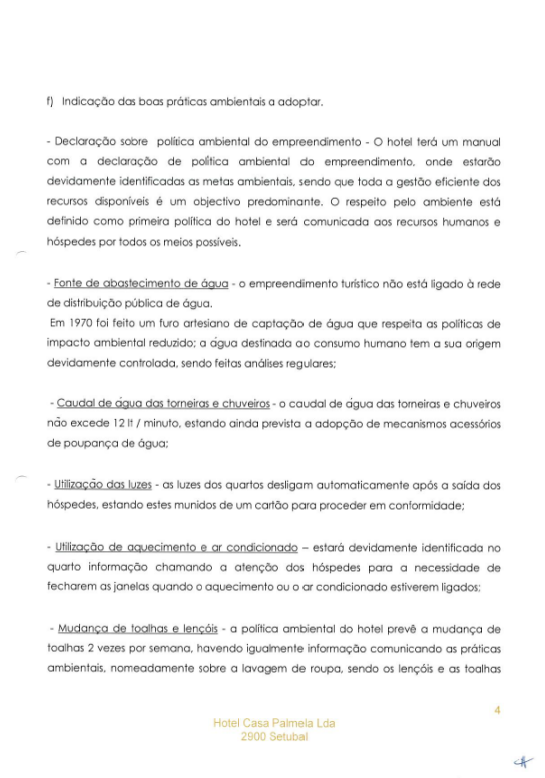 f) Indicação das boas práticas ambientais a adoptar.
- Declaração sobre política ambiental do empreendimento - O hotel terá um manual
com a declaração de política ambiental do empreendimento, onde estarão
devidamente identificadas as metas ambientais, sendo que toda a gestão eficiente dos
recursos disponíveis é um objectivo predominante. O respeito pelo ambiente está
definido como primeira política do hotel e será comunicada aos recursos humanos e
hóspedes por todos os meios possíveis.
- Fonte de abastecimento de água - o empreendimento turístico não está ligado à rede
de distribuição pública de água.
Em 1970 foi feito um furo artesiano de captação de água que respeita as políticas de
impacto ambiental reduzido; a água destinada ao consumo humano tem a sua origem
devidamente controlada, sendo feitas análises regulares;
- Caudal de água das torneiras e chuveiros - o caudal de água das torneiras e chuveiros
não excede 12 lt / minuto, estando ainda prevista a adopção de mecanismos acessórios
de poupança de água;
- Utilização das luzes - as luzes dos quartos desligam automaticamente após a saída dos
hóspedes, estando estes munidos de um cartão para proceder em conformidade;
- Utilização de aquecimento e ar condicionado – estará devidamente identificada no
quarto informação chamando a atenção dos hóspedes para a necessidade de
fecharem as janelas quando o aquecimento ou o ar condicionado estiverem ligados;
- Mudança de toalhas e lençóis - a política ambiental do hotel prevê a mudança de
toalhas 2 vezes por semana, havendo igualmente informação comunicando as práticas
ambientais, nomeadamente sobre a lavagem de roupa, sendo os lençóis e as toalhas
4
Hotel Casa Palmela Lda
2900 Setubal